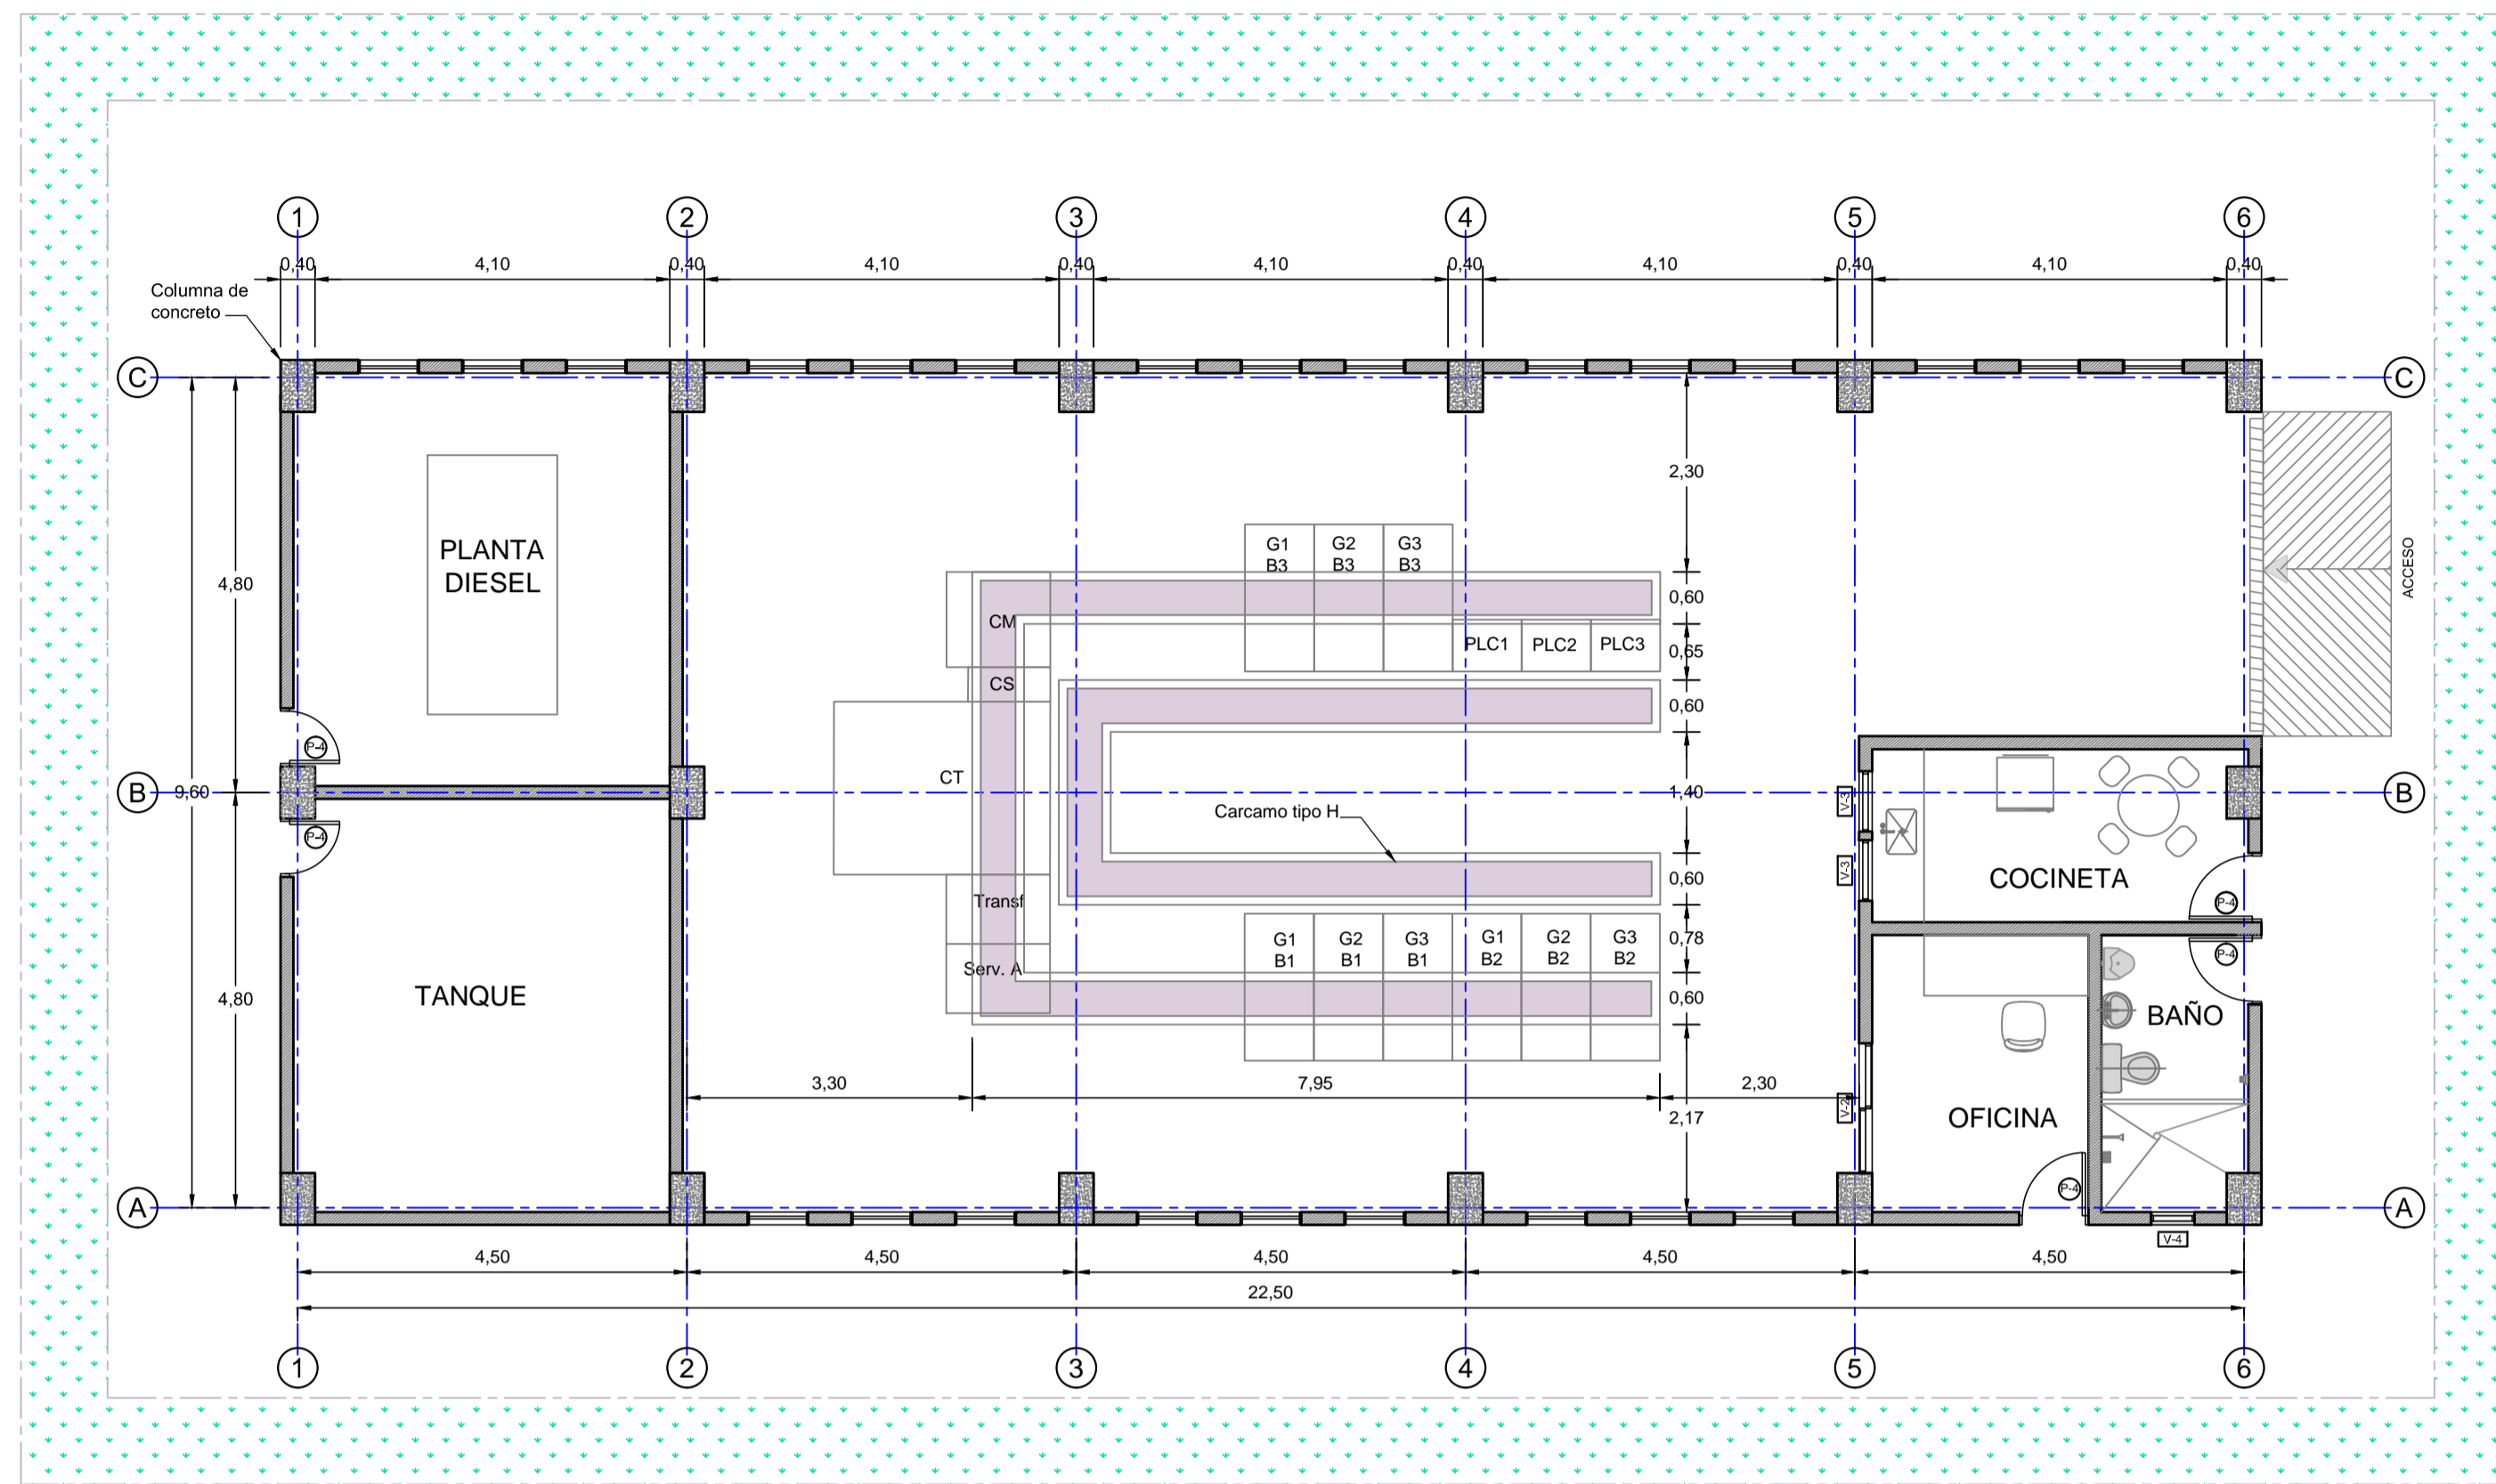 1 2 3 4 5 6
0,40 4,10 0,40 4,10 0,40 4,10 0,40 4,10 0,40 4,10 0,40
Columna de
concreto
C C
2,30
PLANTA
DIESEL
4,80
G1
B3
G2
B3
G3
B3
ACCESO
0,60
CM
PLC1 PLC2 PLC3 0,65
CS
0,60
P-4
CT
B 9,60 1,40 B
V-3
Carcamo tipo H
P-4
V-3
COCINETA
0,60
Transf
P-4
G1
B1
G2
B1
G3
B1
G1
B2
G2
B2
G3
B2
0,78
P-4
Serv. A
TANQUE
4,80
0,60
BAÑO
3,30 7,95 2,30
V-2
2,17
OFICINA
P-4
A A
V-4
4,50 4,50 4,50 4,50 4,50
22,50
1 2 3 4 5 6